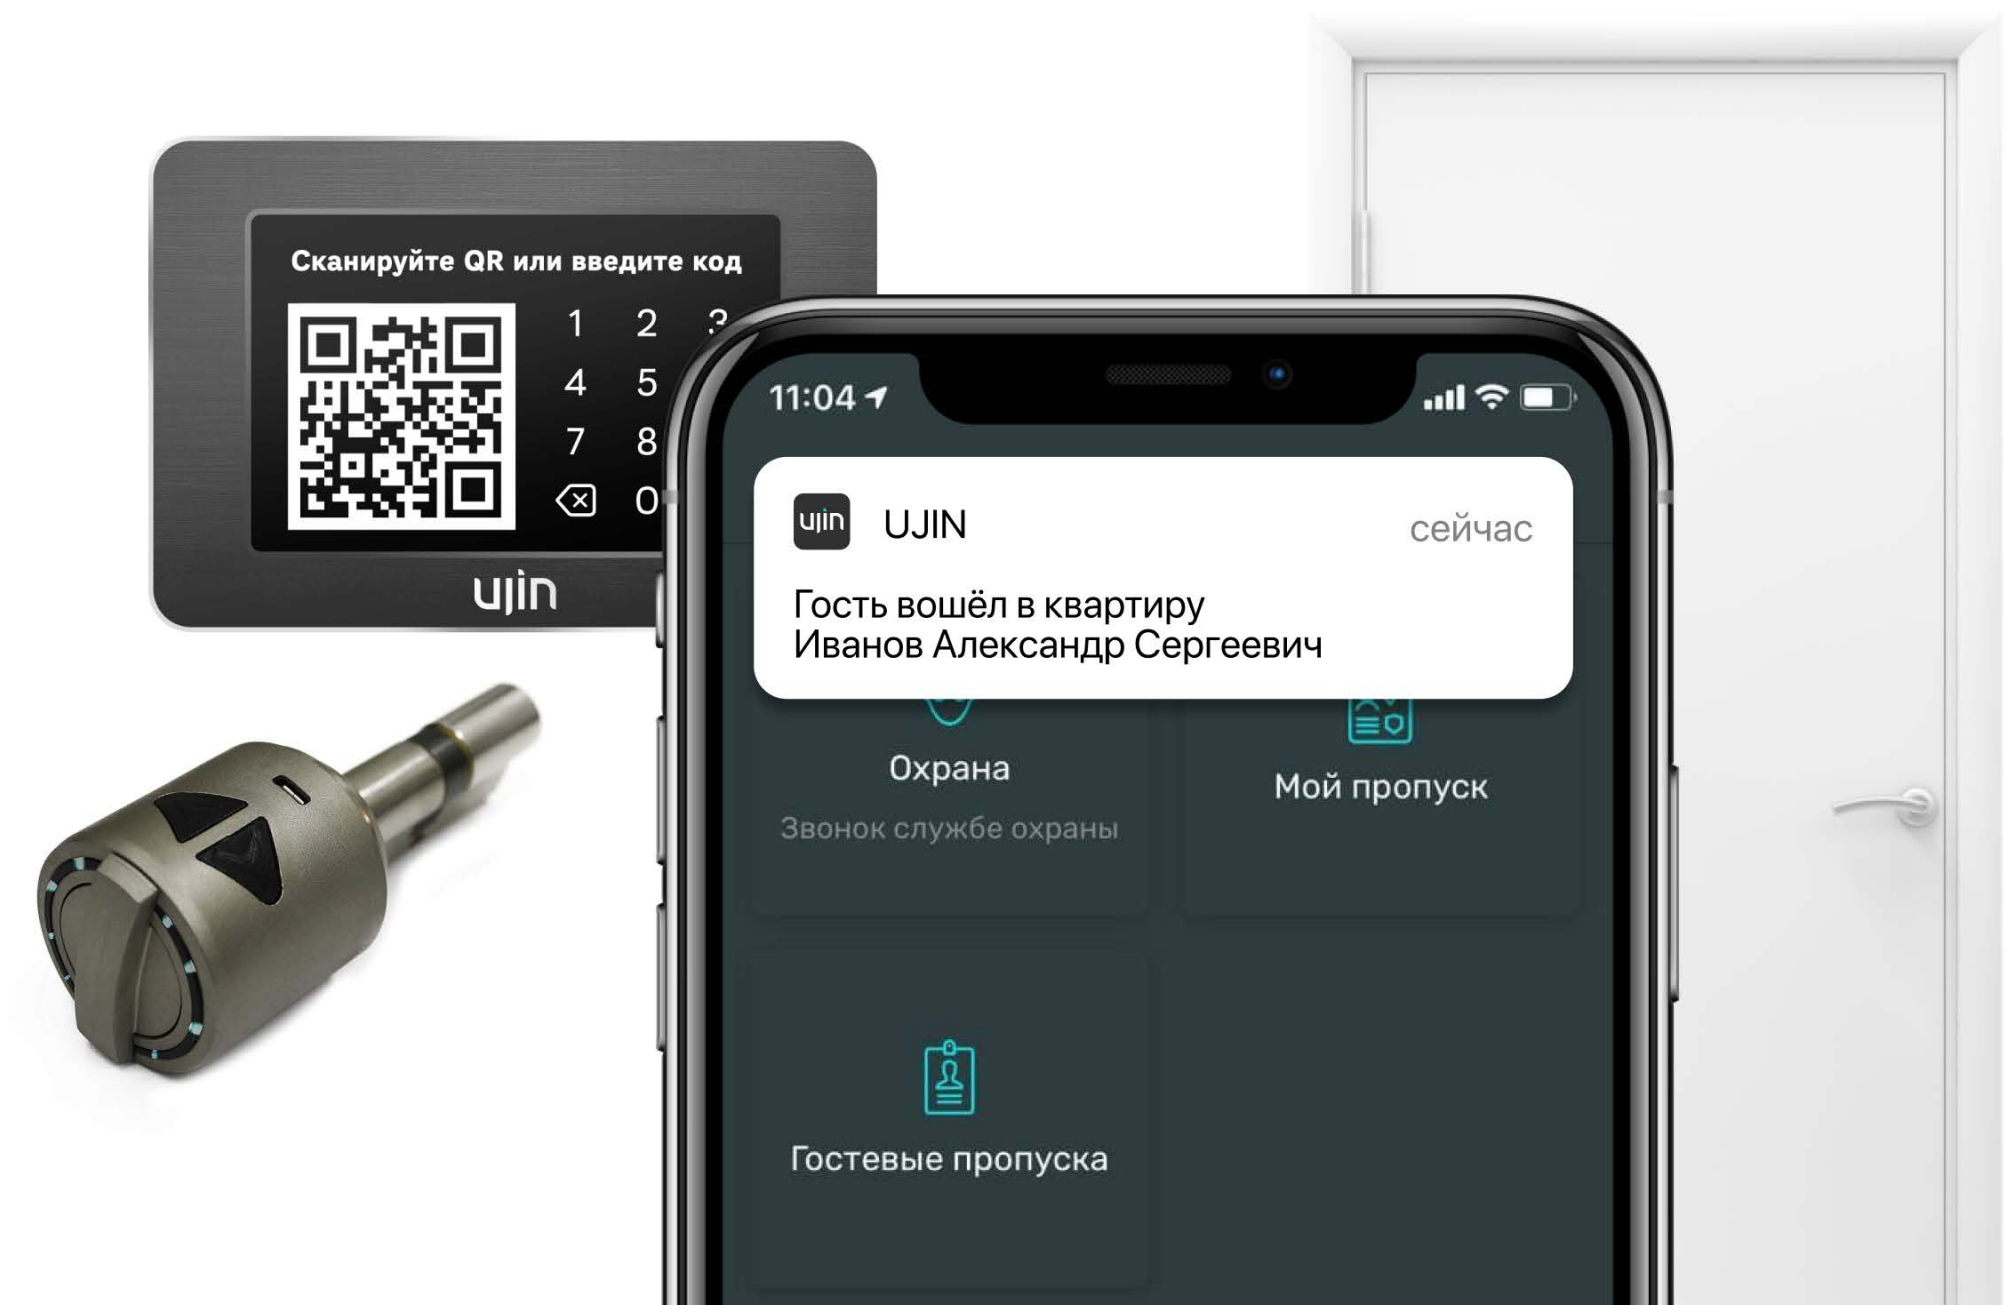 Сканируйте QR или введите код
1 2 3
4 5
7 8
0
ujin
11:04
ujin UJIN сейчас
Гость вошёл в квартиру
Иванов Александр Сергеевич
Охрана
Звонок службе охраны
Мой пропуск
Гостевые пропуска